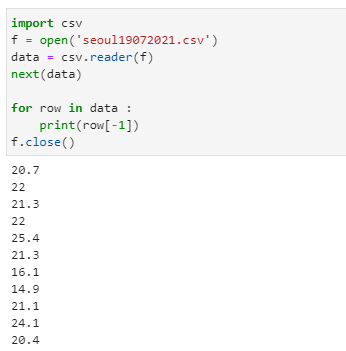 import csv
f = open('seoul19072021.csv')
data = csv.reader(f)
next(data)

for row in data :
    print(row[-1])
f.close()
20.7
22
21.3
22
25.4
21.3
16.1
14.9
21.1
24.1
20.4